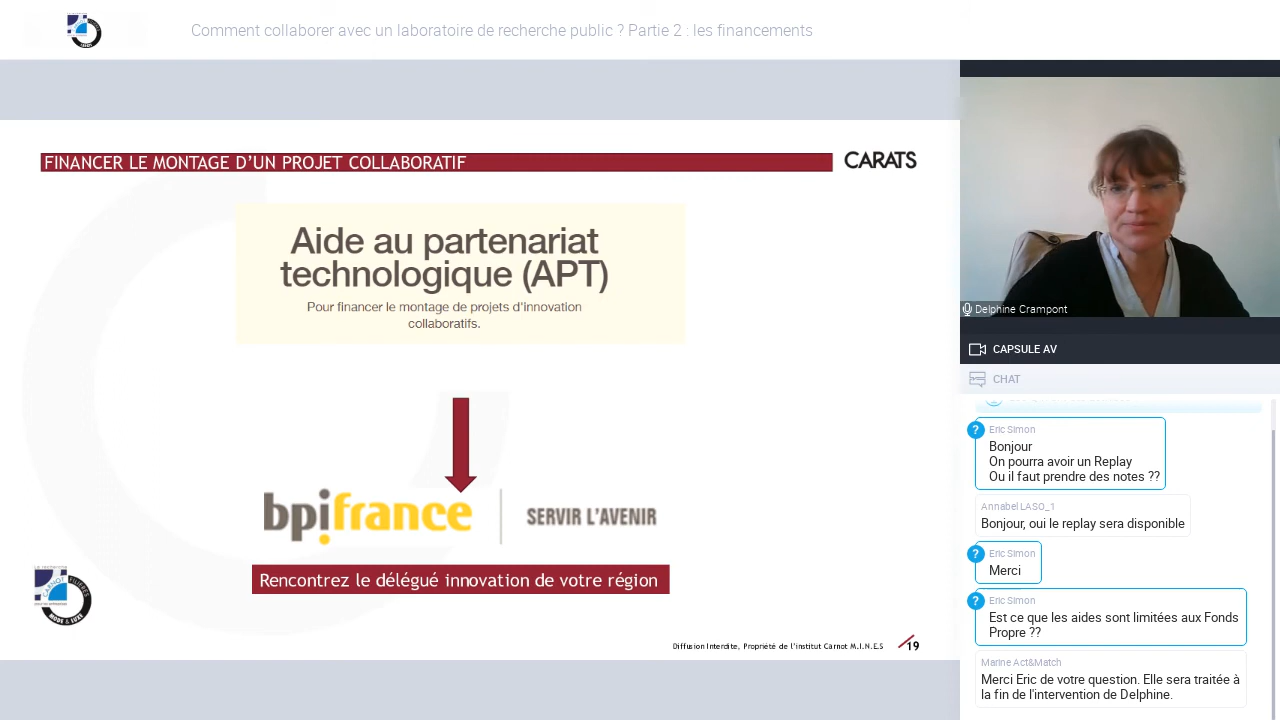 Comment collaborer avec un laboratoire de recherche public ? Partie 2 : les financements
FINANCER LE MONTAGE D'UN PROJET COLLABORATIF
CARATS
Aide au partenariat
technologique (APT)
Pour financer le montage de projets d'innovation
collaboratifs.
bpifrance
SERVIR L'AVENIR
Rencontrez le délégué innovation de votre région
CARNOT
MODE & LUXE
Diffusion Interdite, Propriété de l'institut Carnot M.I.N.E.S
19
Delphine Crampont
CAPSULE AV
CHAT
Eric Simon
Bonjour
On pourra avoir un Replay
Ou il faut prendre des notes ??
Annabel LASO_1
Bonjour, oui le replay sera disponible
Eric Simon
Merci
Eric Simon
Est ce que les aides sont limitées aux Fonds
Propre ??
Marine Act&Match
Merci Eric de votre question. Elle sera traitée à
la fin de l'intervention de Delphine.